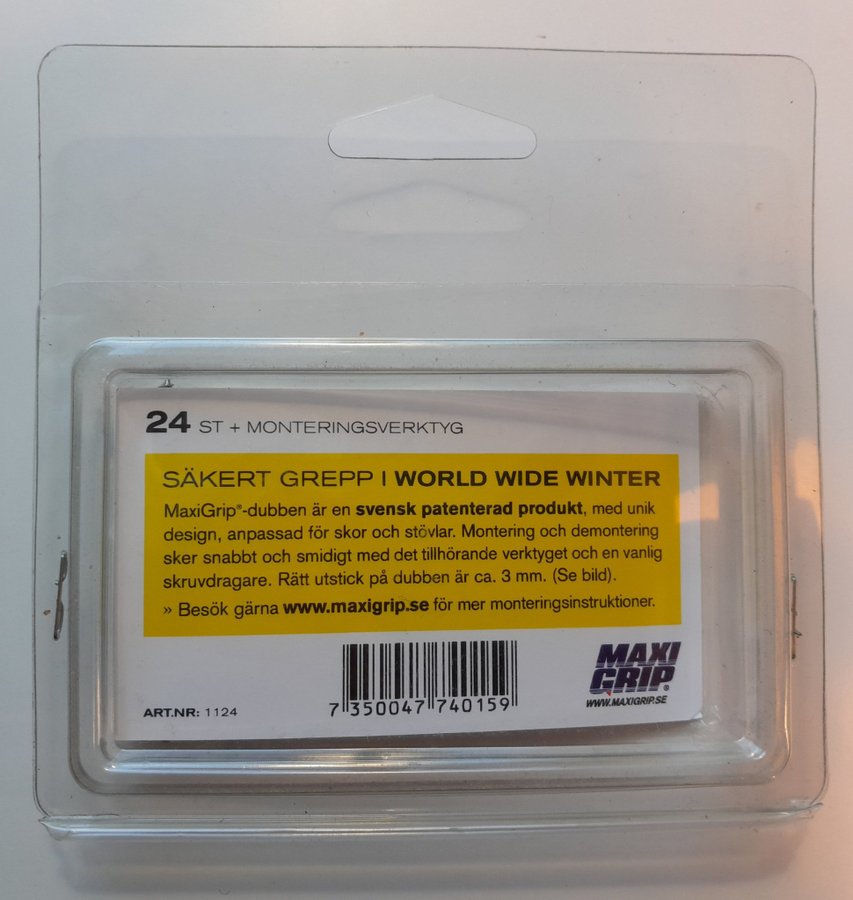 24 ST + MONTERINGSVERKTYG
SÄKERT GREPP I WORLD WIDE WINTER
MaxiGrip®-dubben är en svensk patenterad produkt, med unik
design, anpassad för skor och stövlar. Montering och demontering
sker snabbt och smidigt med det tillhörande verktyget och en vanlig
skruvdragare. Rätt utstick på dubben är ca. 3 mm. (Se bild).
» Besök gärna www.maxigrip.se för mer monteringsinstruktioner.
ART.NR: 1124
7 350047 740159
MAXI
GRIP®
WWW.MAXIGRIP.SE